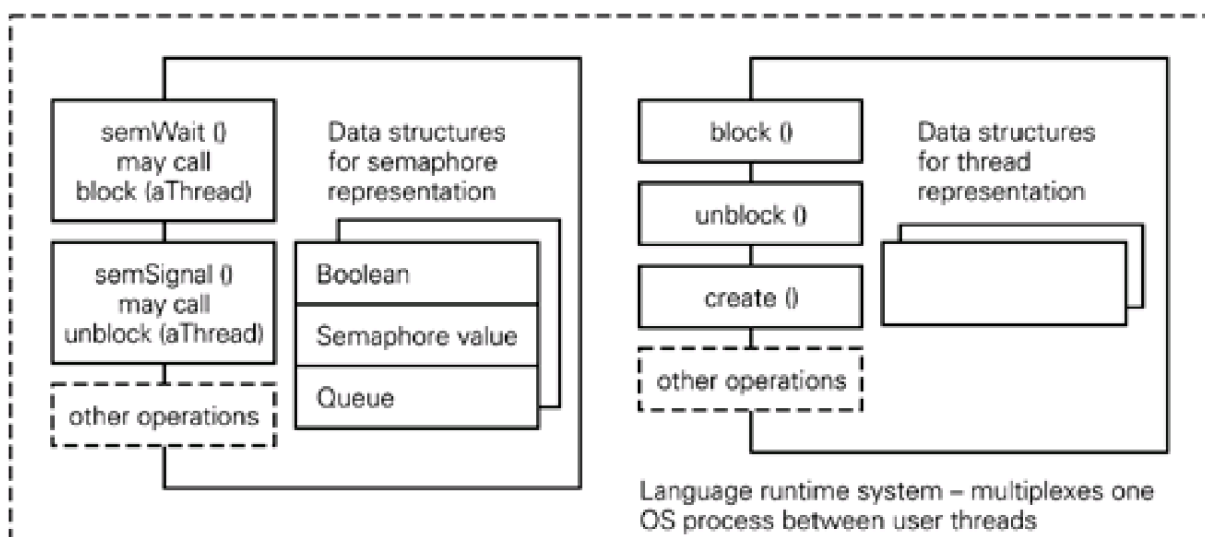 semWait ()
may call
block (aThread)
semSignal ()
may call
unblock (aThread)
other operations
Data structures
for semaphore
representation
Boolean
Semaphore value
Queue
block ()
unblock ()
create ()
other operations
Data structures
for thread
representation
Language runtime system – multiplexes one
OS process between user threads